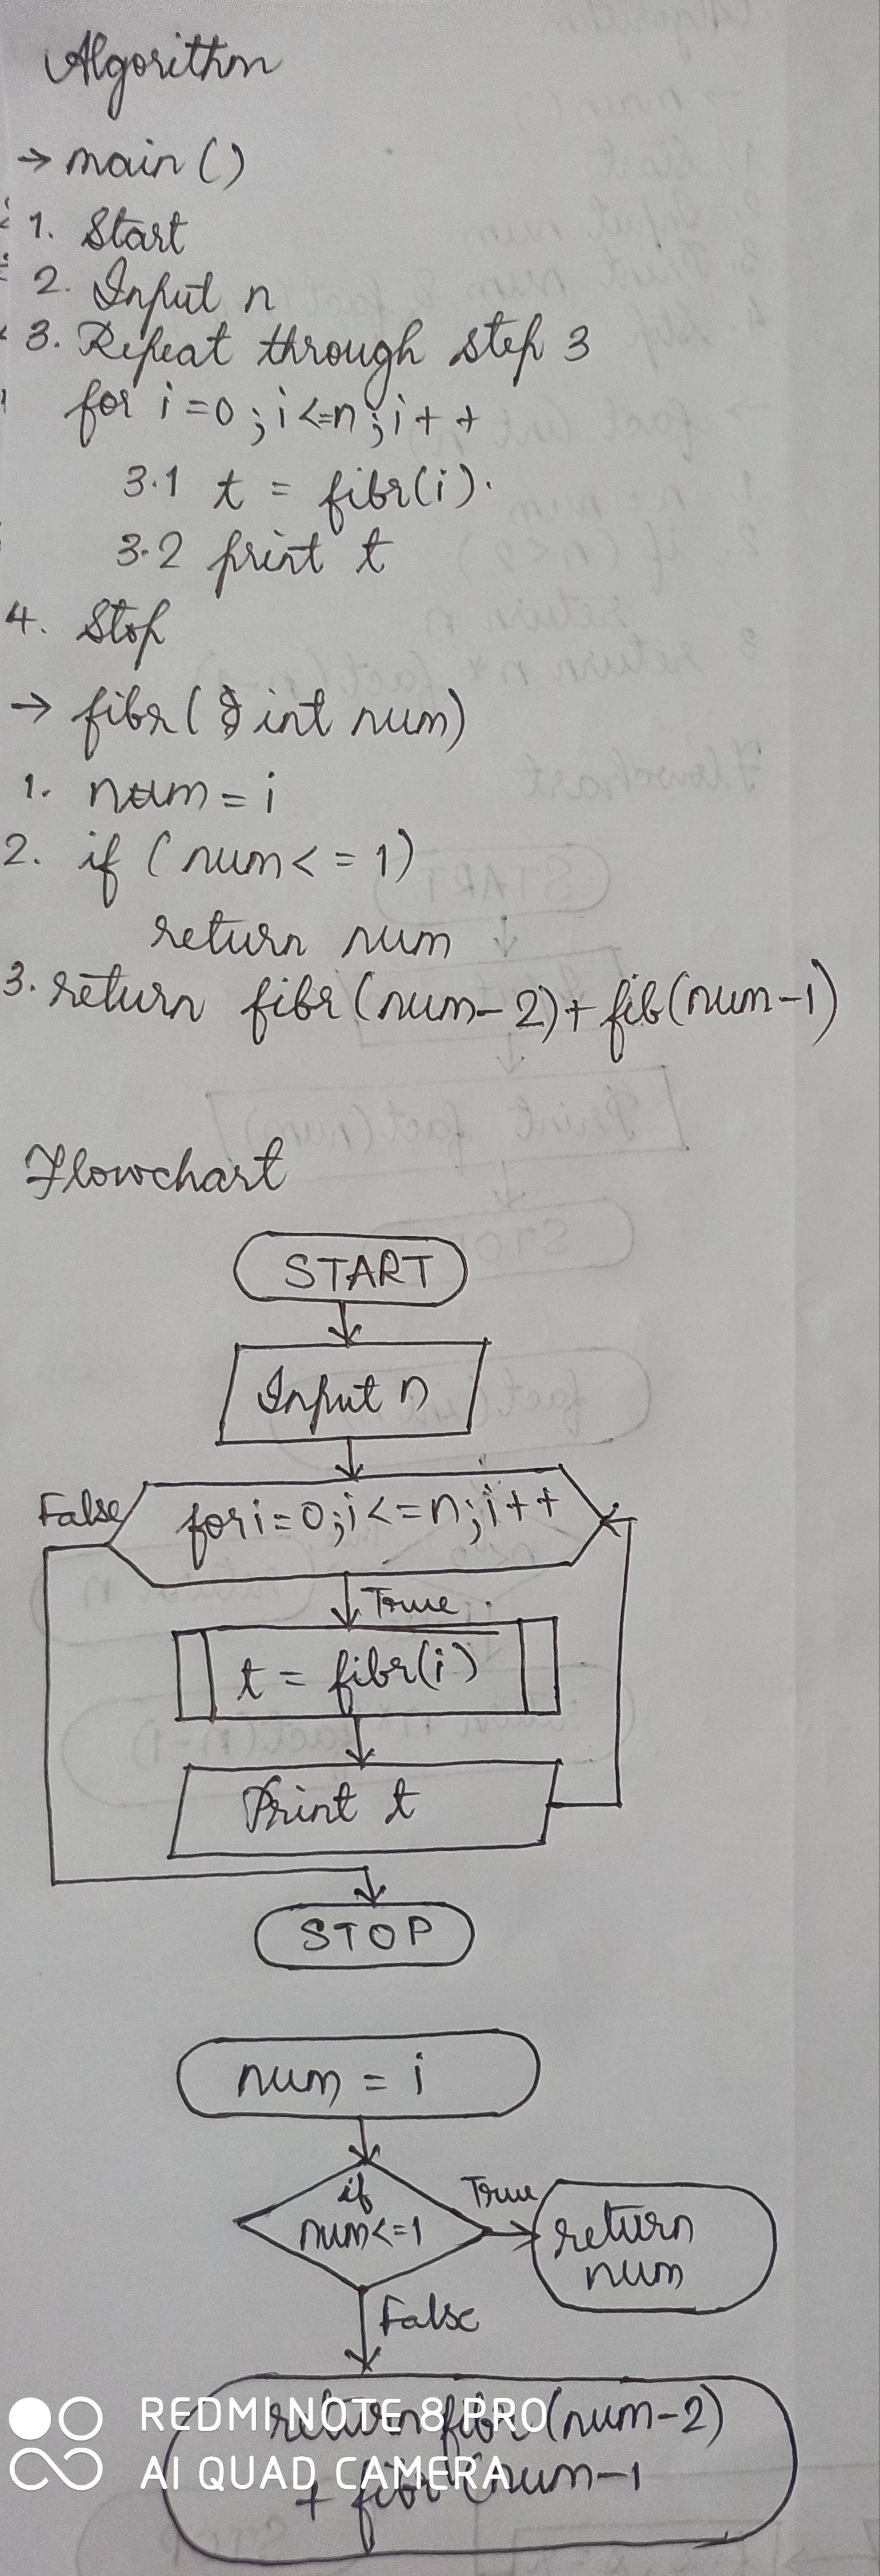 Algorithm
→ main ()
1. Start
2. Input n
3. Repeat through step 3
for i=0; i<=n; i++
3.1 t = fibr(i).
3.2 print t
4. Stop
→ fibr( int num)
1. num = i
2. if (num <= 1)
return num
3. return fibr(num-2)+fib(num-1)
Flowchart
START
Input n
False
for i=0; i<=n; i++
True
t = fibr(i)
Print t
STOP
num = i
if
num<=1
True
return
num
False
return fibr(num-2)
+ fibr(num-1
REDMI NOTE 8 PRO
AI QUAD CAMERA